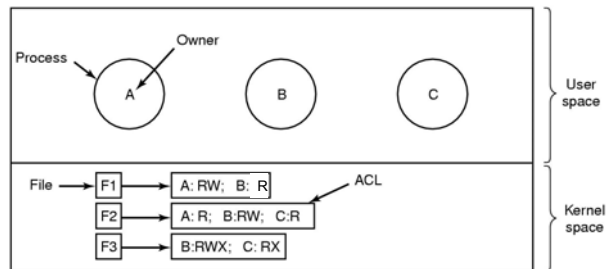 Owner
Process
A
B
C
User
space
File
F1
A: RW; B: R
ACL
F2
A: R; B:RW; C:R
F3
B:RWX; C: RX
Kernel
space